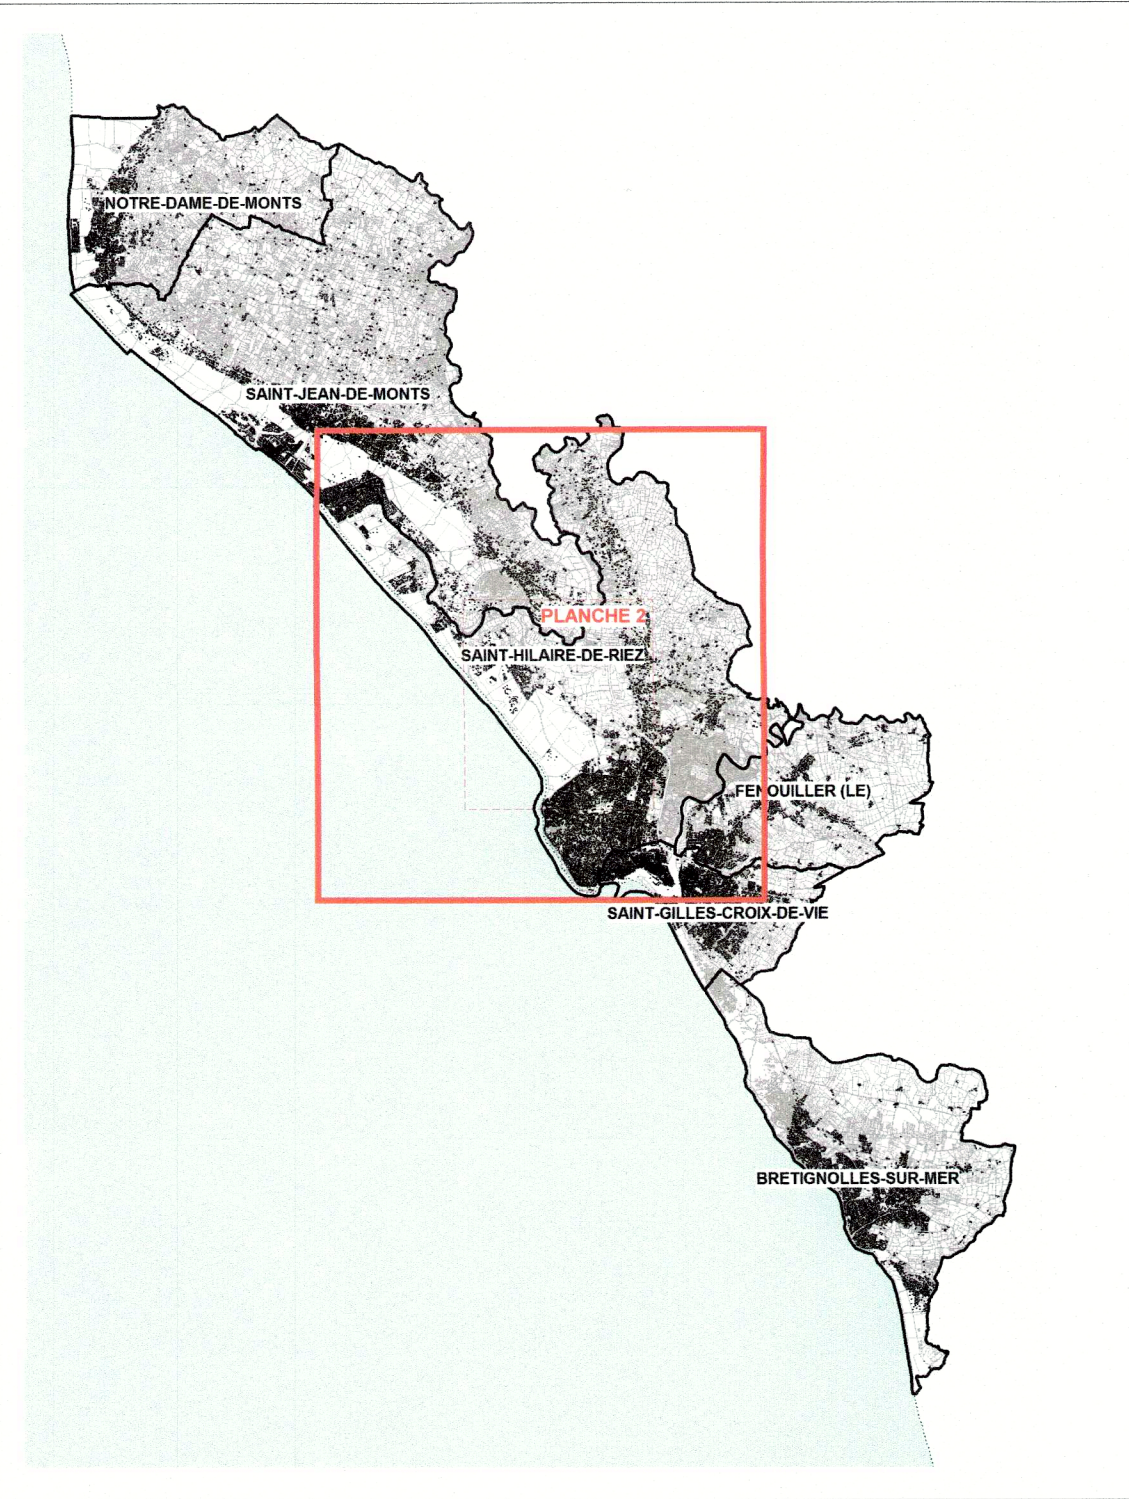 NOTRE-DAME-DE-MONTS
SAINT-JEAN-DE-MONTS
PLANCHE 2
SAINT-HILAIRE-DE-RIEZ
FENOUILLER (LE)
SAINT-GILLES-CROIX-DE-VIE
BRETIGNOLLES-SUR-MER